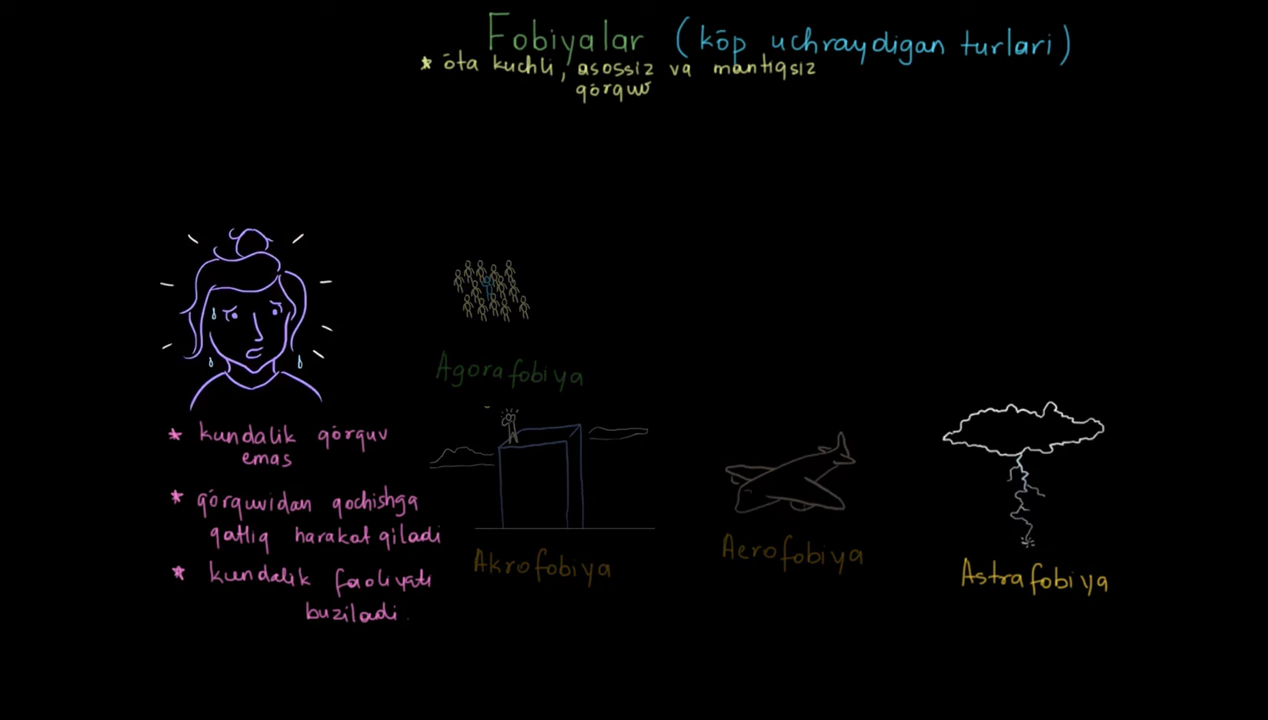 Fobiyalar (kōp uchraydigan turlari)
* ōta kuchli, asossiz va mantiqsiz
qōrquv
Agorafobiya
* kundalik qōrquv
emas
* qōrquvidan qochishga
qattiq harakat qiladi
* kundalik faoliyati
buziladi.
Akrofobiya
Aerofobiya
Astrafobiya